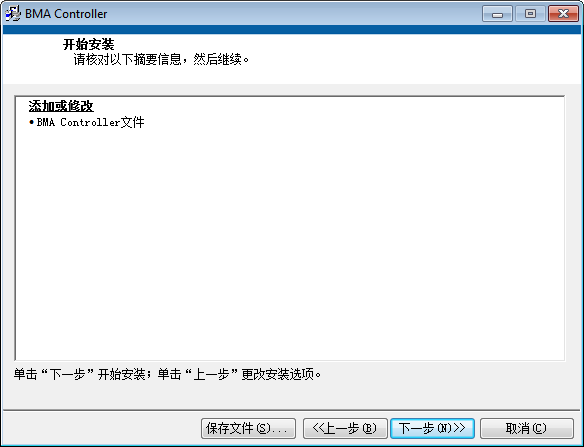 BMA Controller
开始安装
请核对以下摘要信息，然后继续。
添加或修改
•BMA Controller文件
单击“下一步”开始安装；单击“上一步”更改安装选项。
保存文件(S)... <<上一步(B) 下一步(N)>> 取消(C)